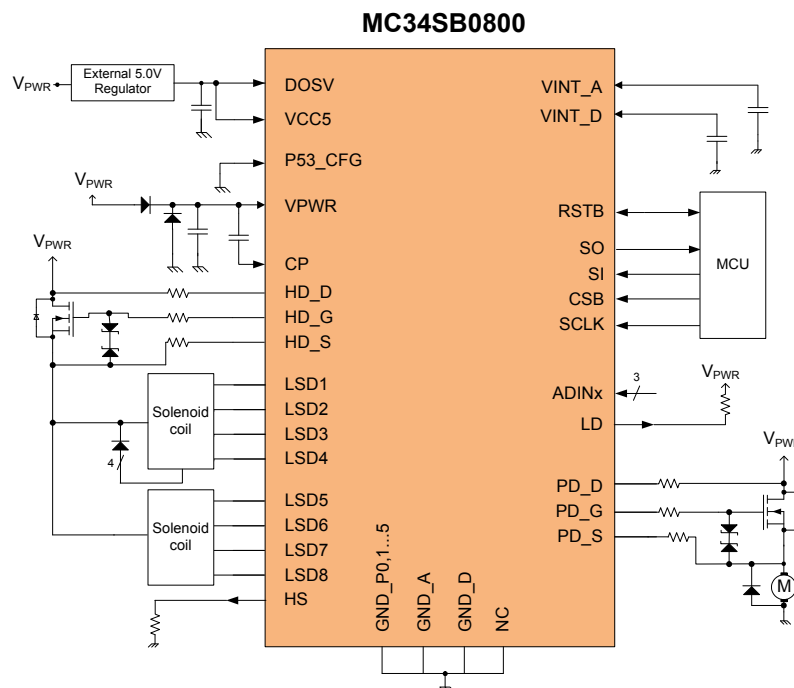 MC34SB0800
VPWR
External 5.0V
Regulator
DOSV
VCC5
P53_CFG
VPWR
VPWR
CP
VPWR
HD_D
HD_G
HD_S
Solenoid
coil
4
LSD1
LSD2
LSD3
LSD4
Solenoid
coil
LSD5
LSD6
LSD7
LSD8
HS
VINT_A
VINT_D
RSTB
SO
SI
CSB
SCLK
MCU
ADINx
3
LD
VPWR
PD_D
PD_G
PD_S
M
GND_P0,1...5
GND_A
GND_D
NC